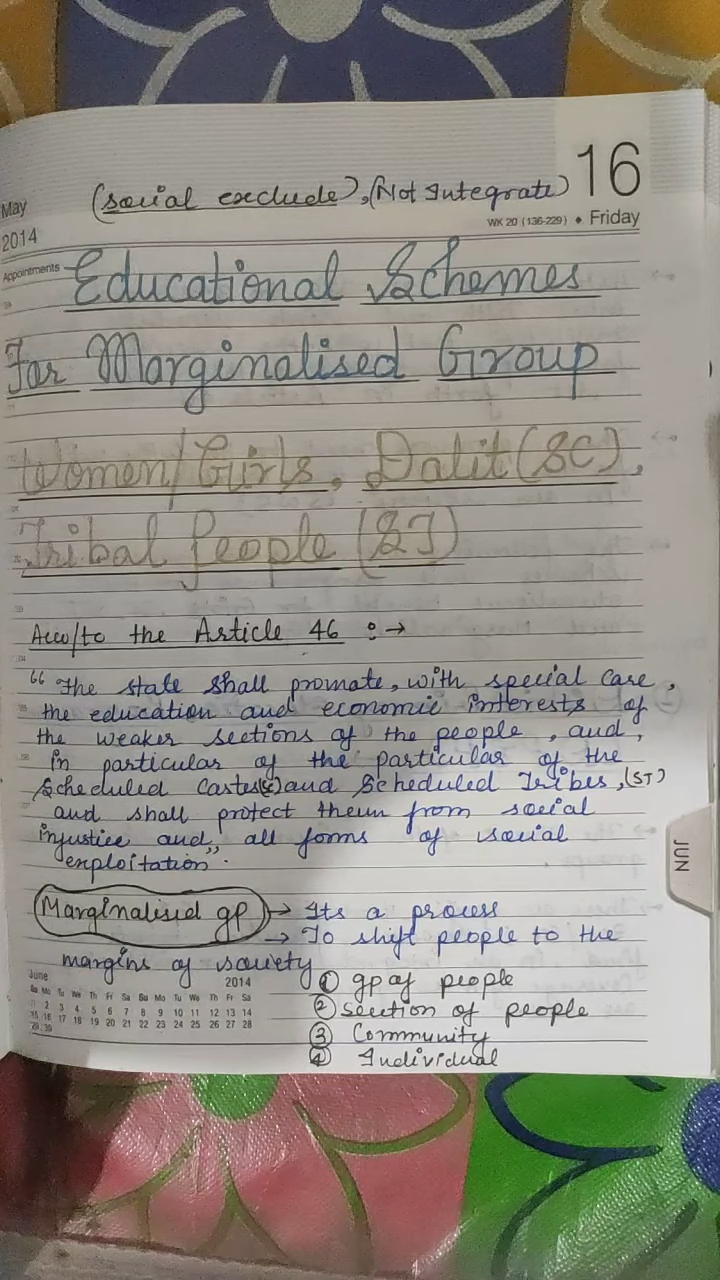 16
May
(social exclude), (Not Integrate)
WK 20 (136-229) • Friday
2014
Appointments
Educational Schemes
For Marginalised Group
Women/Girls, Dalit (SC),
Tribal People (ST)
Acco/to the Article 46 :→
"The state shall promote, with special care,
the education and economic interests of
the weaker sections of the people, and,
in particular of the particular of the
Scheduled Castes(SC) and Scheduled Tribes, (ST)
and shall protect them from social
injustice and, all forms of social
exploitation".
Marginalised gp → Its a process
→ To shift people to the
margins of society
① gp of people
② section of people
③ Community
④ Individual
June 2014
Su Mo Tu We Th Fr Sa Su Mo Tu We Th Fr Sa
1 2 3 4 5 6 7 8 9 10 11 12 13 14
15 16 17 18 19 20 21 22 23 24 25 26 27 28
29 30
JUN